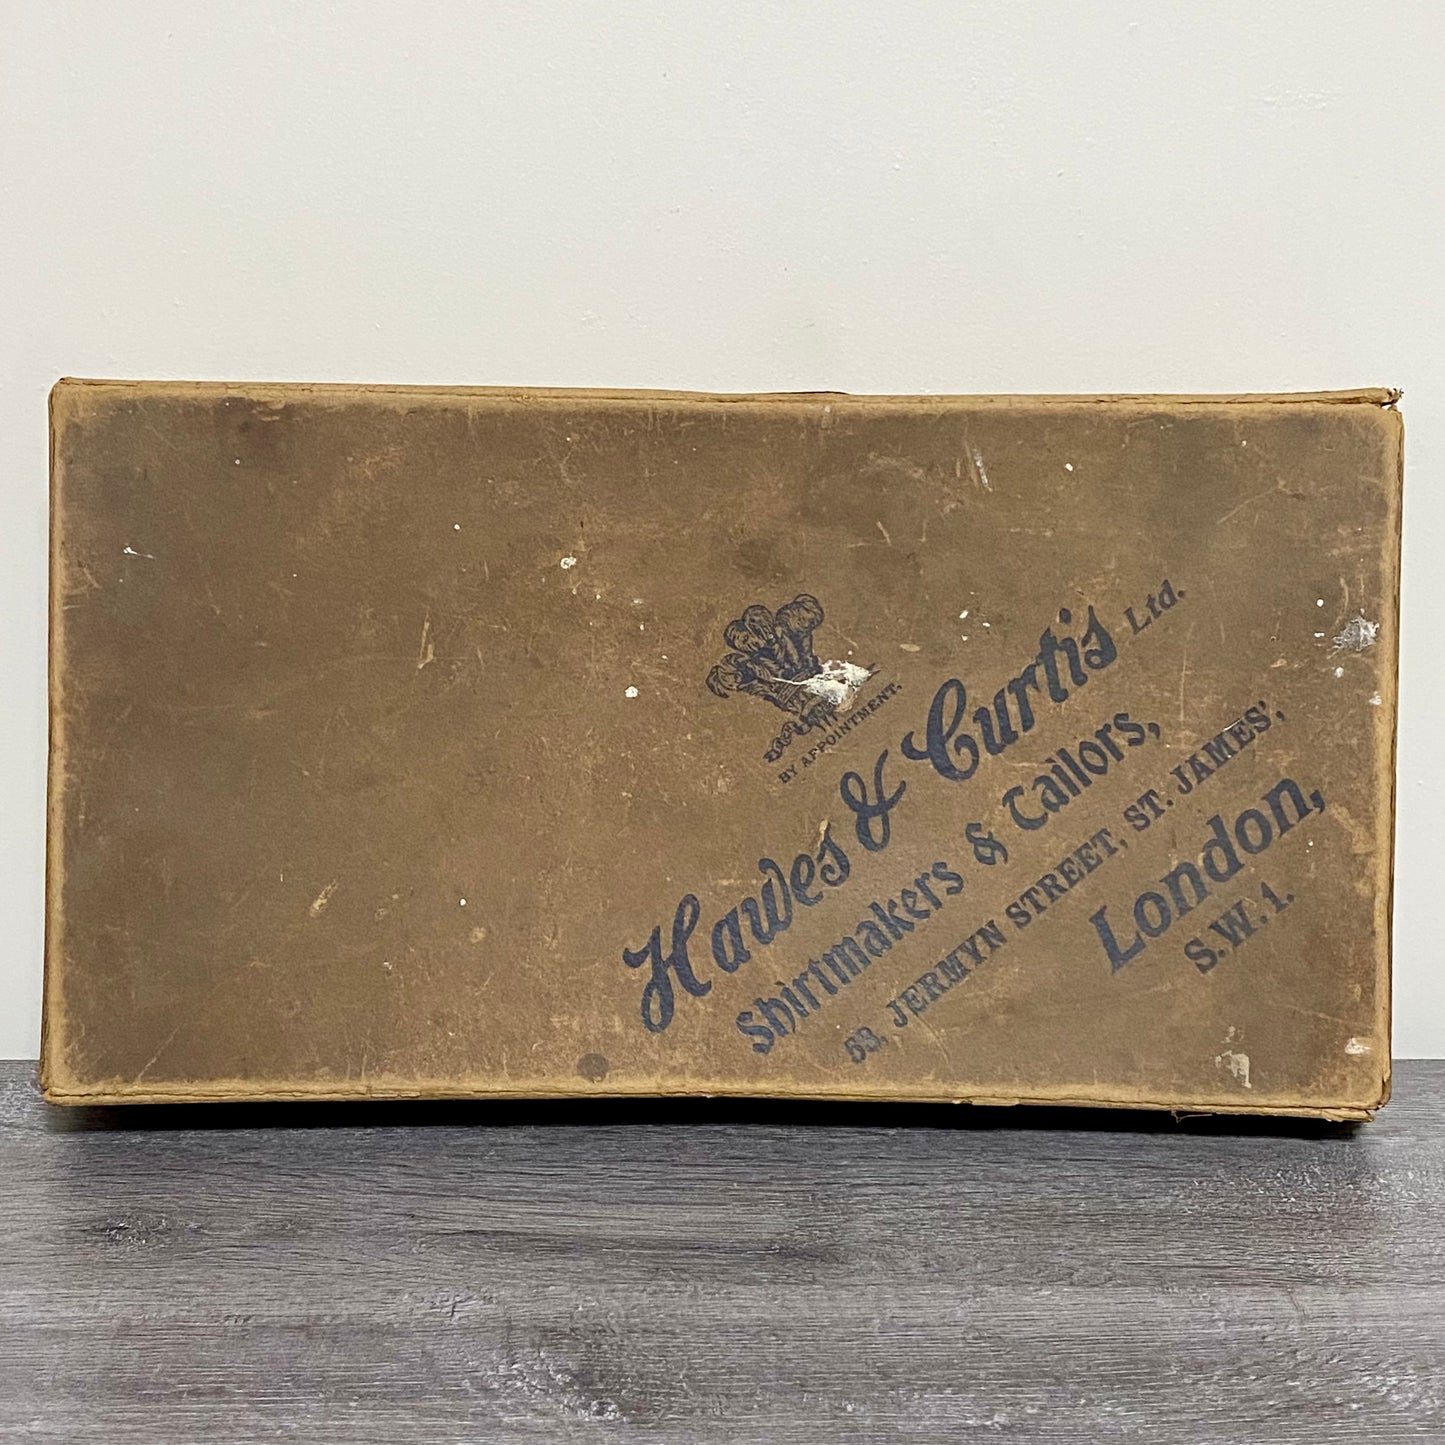 BY APPOINTMENT.
Hawes & Curtis Ltd.
Shirtmakers & Tailors,
53, JERMYN STREET, ST. JAMES',
London,
S.W.1.